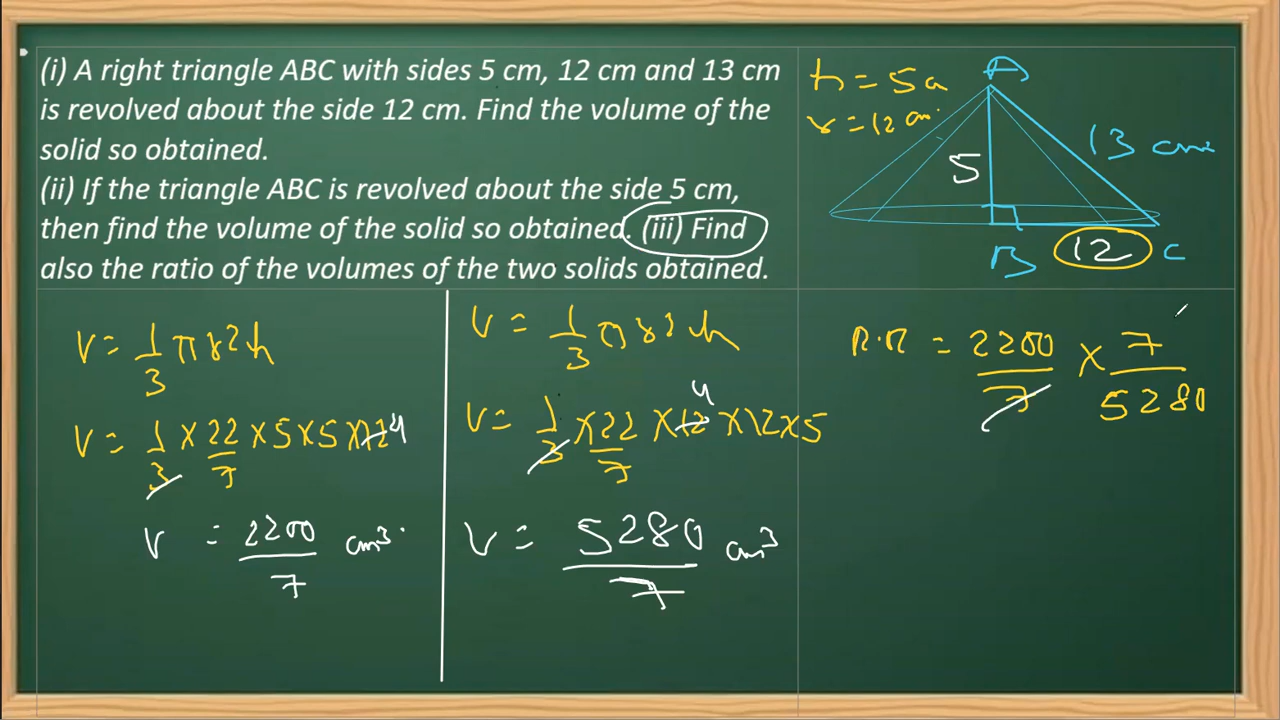 (i) A right triangle ABC with sides 5 cm, 12 cm and 13 cm
is revolved about the side 12 cm. Find the volume of the
solid so obtained.
(ii) If the triangle ABC is revolved about the side 5 cm,
then find the volume of the solid so obtained. (iii) Find
also the ratio of the volumes of the two solids obtained.
h = 5
r = 12 cm
A
5
13 cm
B 12 C
V = 1/3 πr2h
V = 1/3 × 22/7 × 5 × 5 × 12 4
V = 2200/7 cm3
V = 1/3 πr2h
V = 1/3 × 22/7 × 12 4 × 12 × 5
V = 5280/7 cm3
= 2200/7 × 7/5280